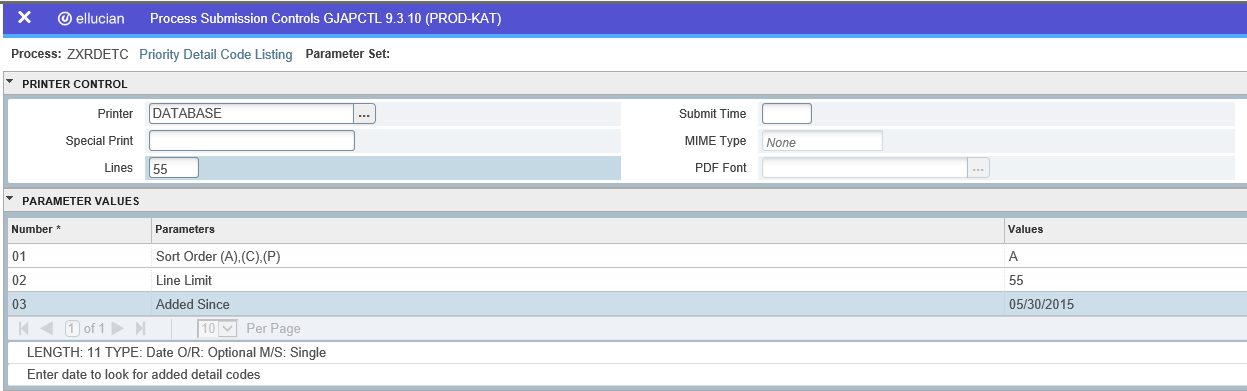 ✕ ellucian Process Submission Controls GJAPCTL 9.3.10 (PROD-KAT)
Process: ZXRDETC Priority Detail Code Listing Parameter Set:
PRINTER CONTROL
Printer DATABASE ... Submit Time
Special Print MIME Type None
Lines 55 PDF Font ...
PARAMETER VALUES
Number * Parameters Values
01 Sort Order (A),(C),(P) A
02 Line Limit 55
03 Added Since 05/30/2015
1 of 1 10 Per Page
LENGTH: 11 TYPE: Date O/R: Optional M/S: Single
Enter date to look for added detail codes